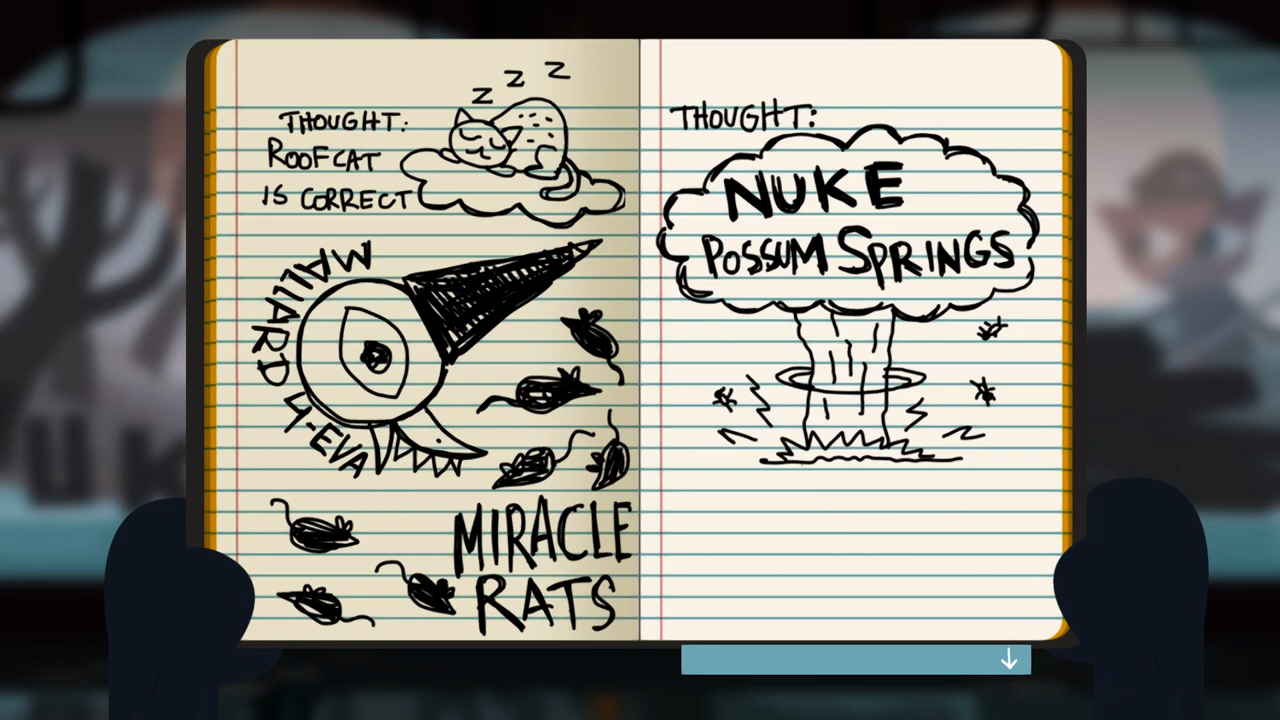 Z Z Z
THOUGHT:
ROOFCAT
IS CORRECT
MALLARD 4-EVA
MIRACLE
RATS
THOUGHT:
NUKE
POSSUM SPRINGS